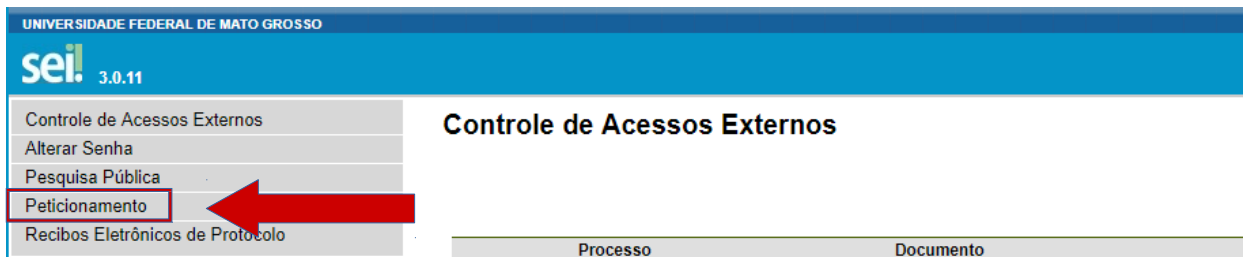 UNIVERSIDADE FEDERAL DE MATO GROSSO
sei! 3.0.11
Controle de Acessos Externos
Alterar Senha
Pesquisa Pública
Peticionamento
Recibos Eletrônicos de Protocolo
Controle de Acessos Externos
Processo Documento